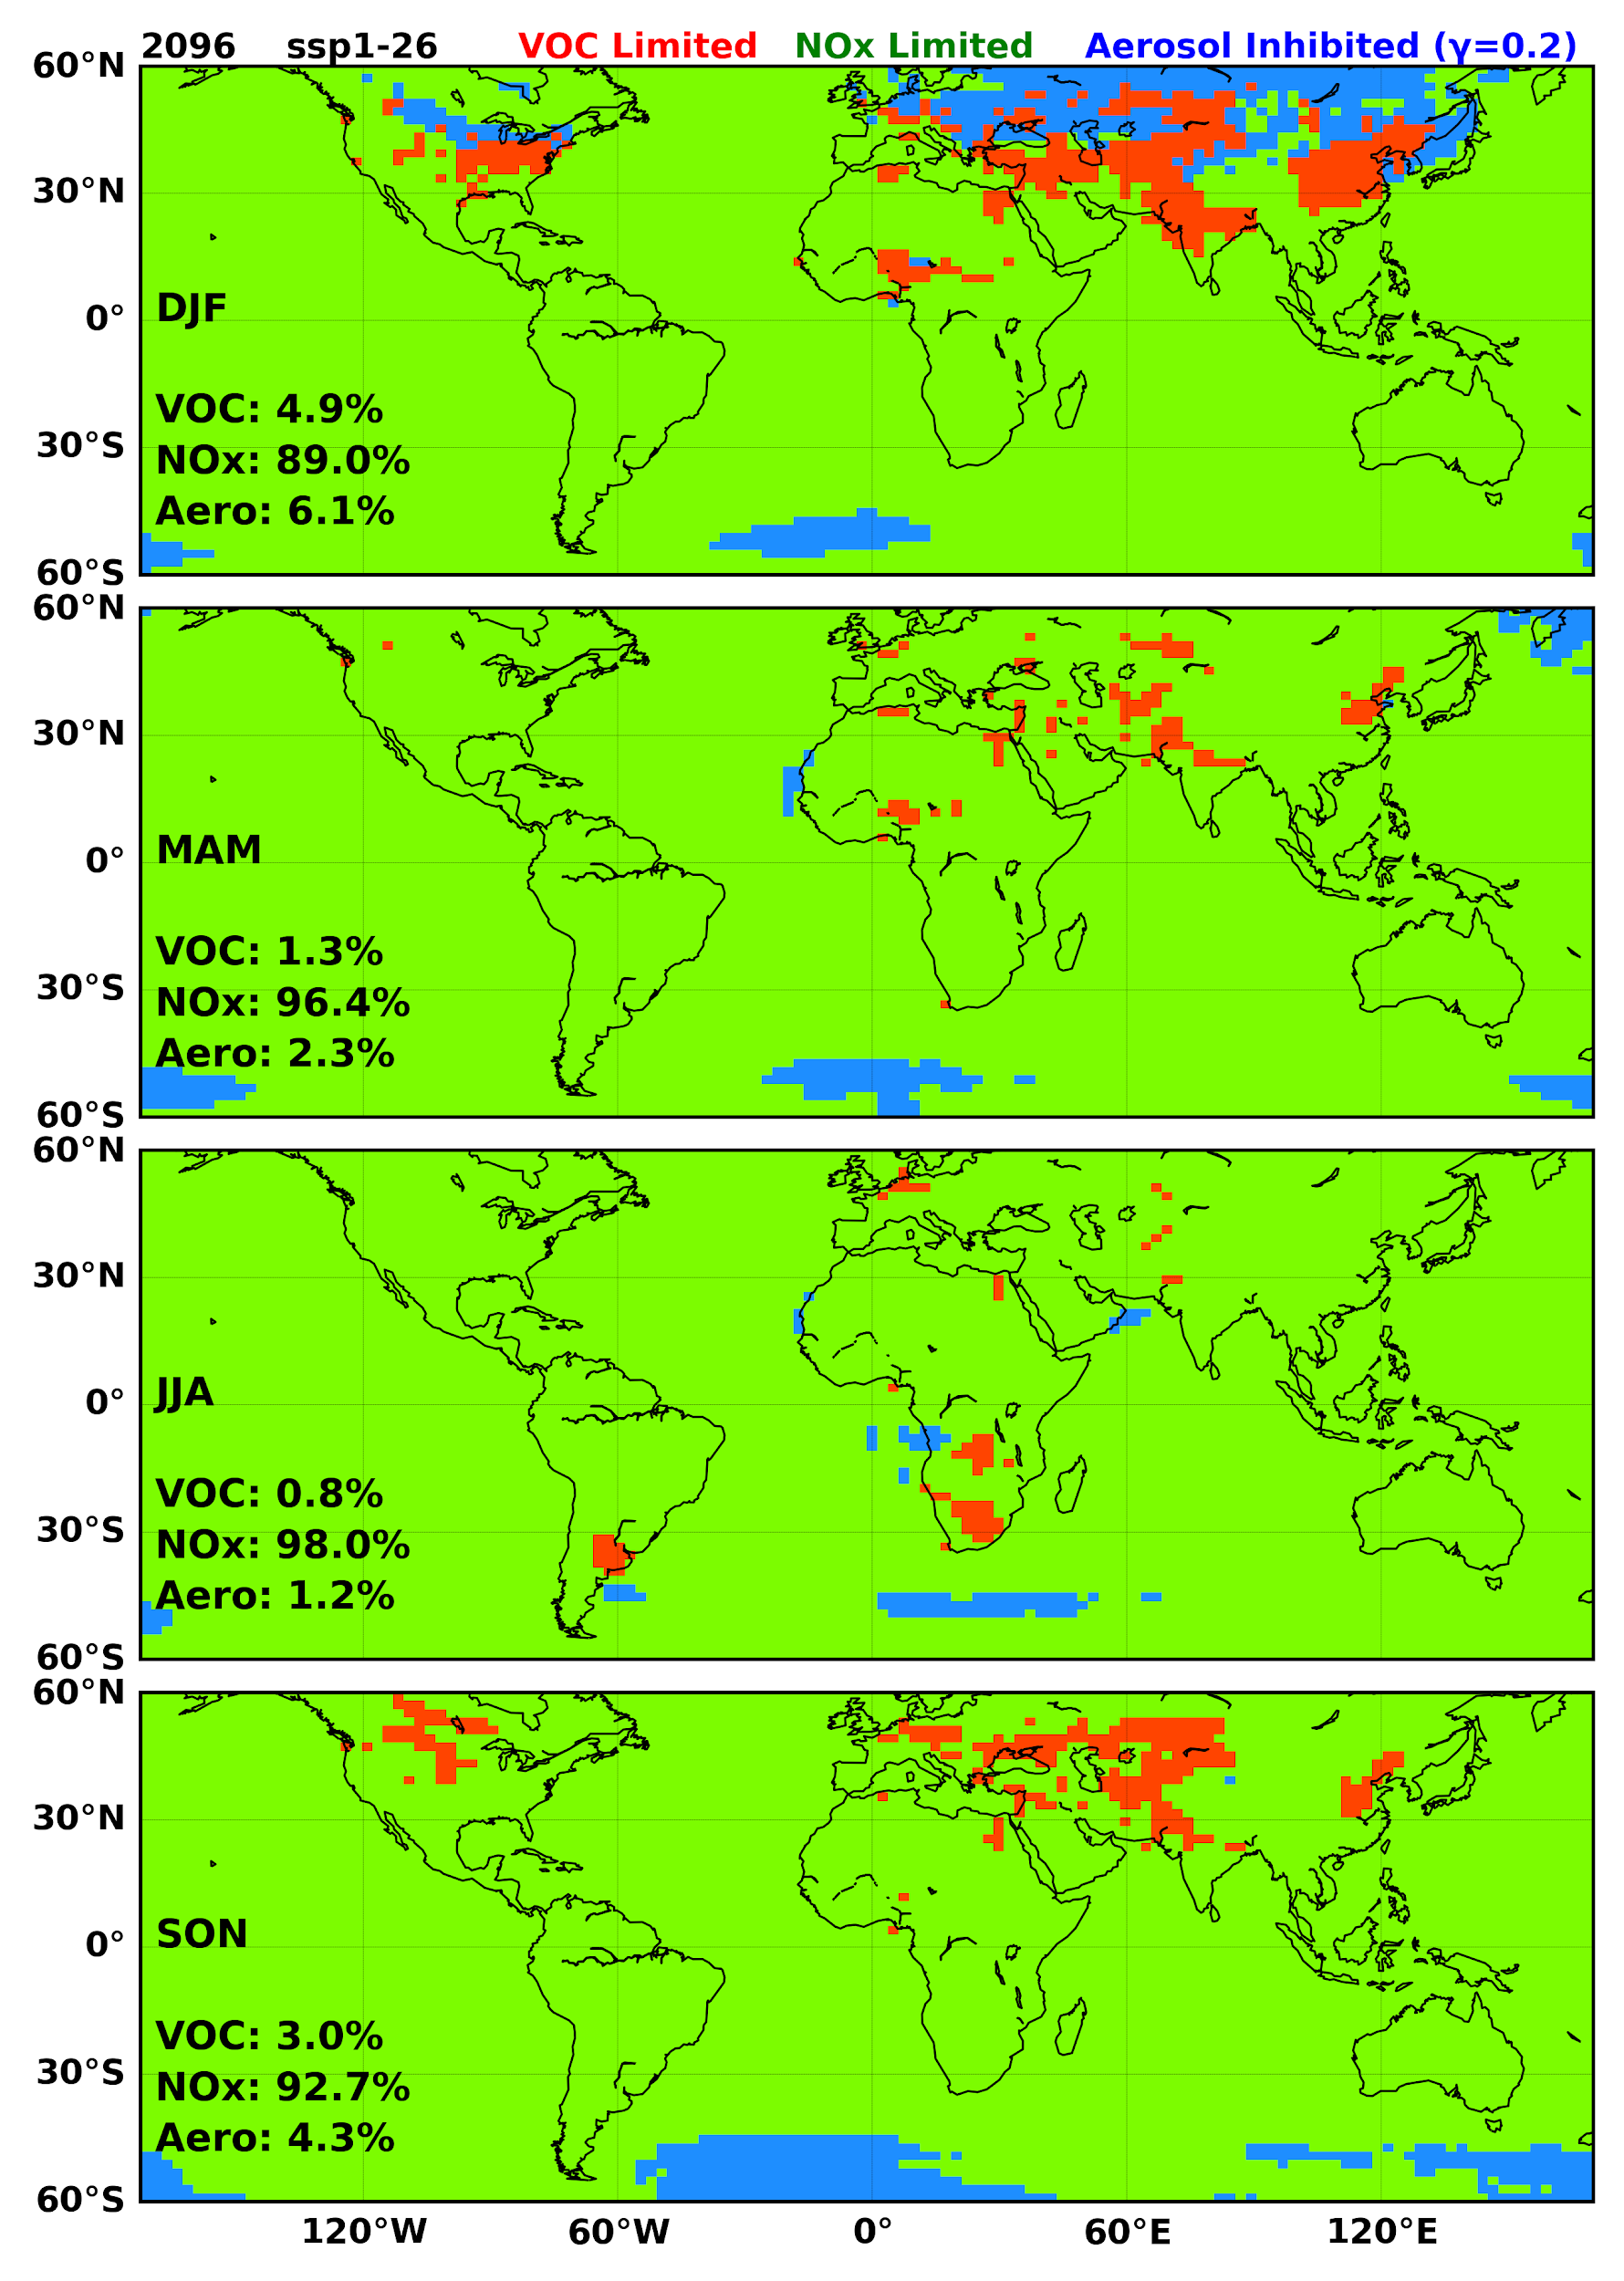 2096 ssp1-26 VOC Limited NOx Limited Aerosol Inhibited (γ=0.2)
60°N
30°N
0°
30°S
60°S
DJF
VOC: 4.9%
NOx: 89.0%
Aero: 6.1%
60°N
30°N
0°
30°S
60°S
MAM
VOC: 1.3%
NOx: 96.4%
Aero: 2.3%
60°N
30°N
0°
30°S
60°S
JJA
VOC: 0.8%
NOx: 98.0%
Aero: 1.2%
60°N
30°N
0°
30°S
60°S
SON
VOC: 3.0%
NOx: 92.7%
Aero: 4.3%
120°W 60°W 0° 60°E 120°E